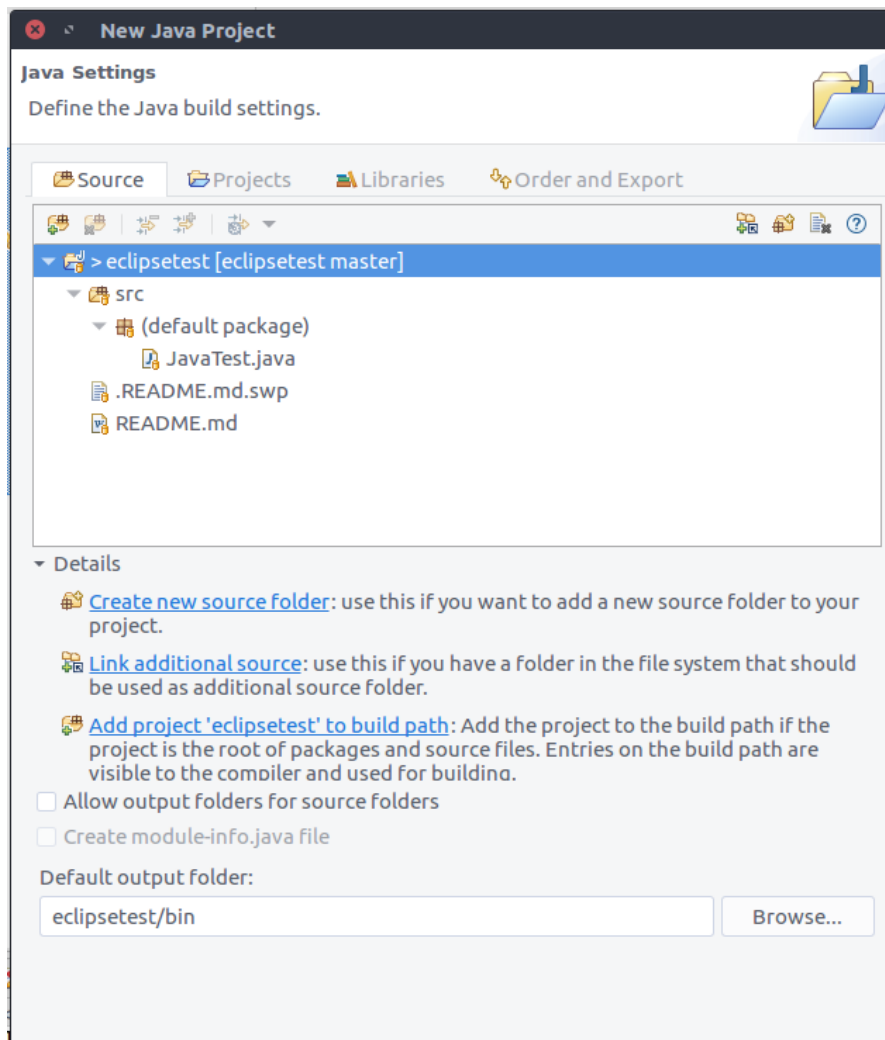 New Java Project
Java Settings
Define the Java build settings.
Source Projects Libraries Order and Export
> eclipsetest [eclipsetest master]
src
(default package)
JavaTest.java
.README.md.swp
README.md
Details
Create new source folder: use this if you want to add a new source folder to your
project.
Link additional source: use this if you have a folder in the file system that should
be used as additional source folder.
Add project 'eclipsetest' to build path: Add the project to the build path if the
project is the root of packages and source files. Entries on the build path are
visible to the compiler and used for building.
Allow output folders for source folders
Create module-info.java file
Default output folder:
eclipsetest/bin
Browse...